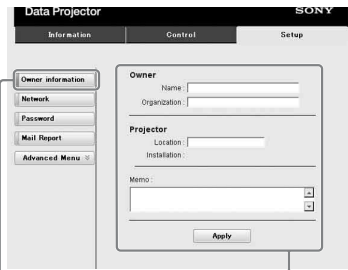 Data Projector SONY
Information Control Setup
Owner information
Network
Password
Mail Report
Advanced Menu
Owner
Name :
Organization :
Projector
Location :
Installation :
Memo :
Apply